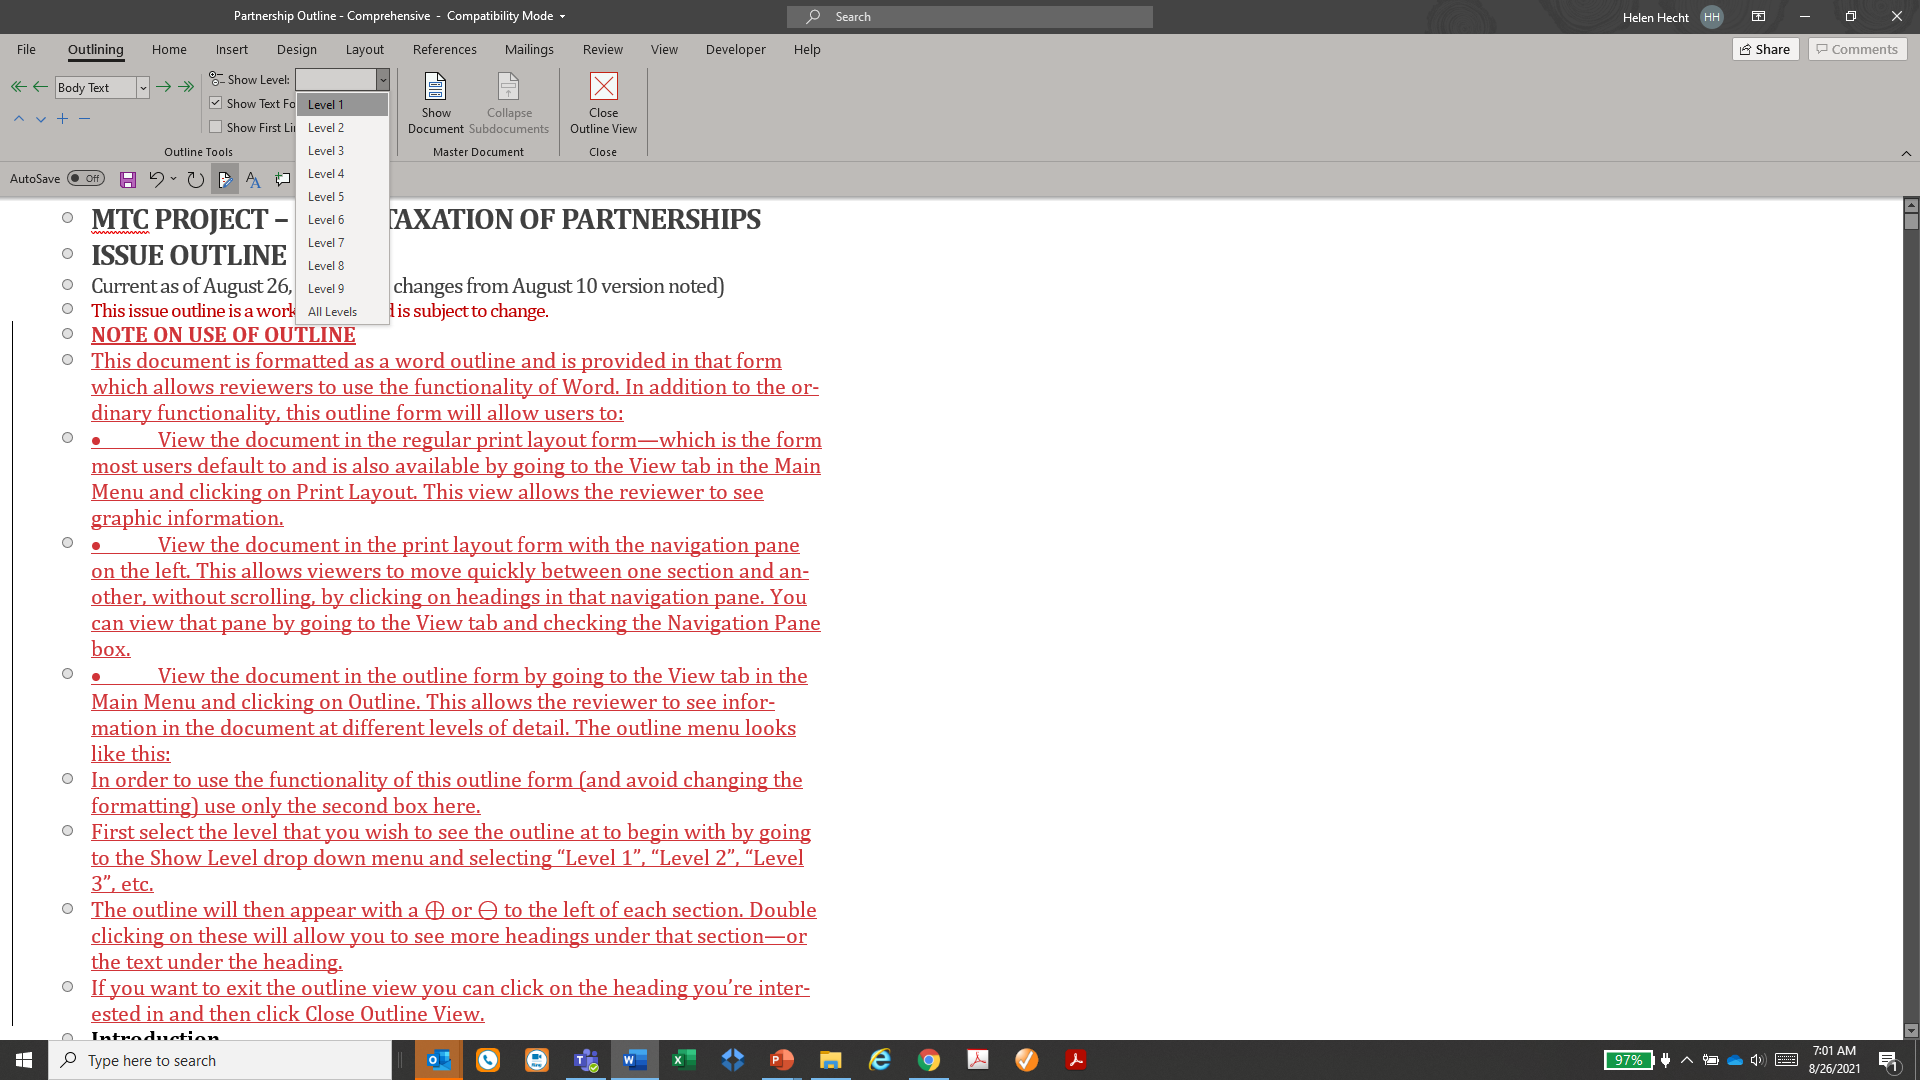 Partnership Outline - Comprehensive - Compatibility Mode
Search
Helen Hecht
HH
File Outlining Home Insert Design Layout References Mailings Review View Developer Help
Share
Comments
Body Text
Show Level:
Show Text Fo
Show First Li
Outline Tools
Level 1
Level 2
Level 3
Level 4
Level 5
Level 6
Level 7
Level 8
Level 9
All Levels
Show Document
Collapse Subdocuments
Master Document
Close Outline View
Close
AutoSave Off
MTC PROJECT – TAXATION OF PARTNERSHIPS
ISSUE OUTLINE
Current as of August 26, changes from August 10 version noted)
This issue outline is a work is subject to change.
NOTE ON USE OF OUTLINE
This document is formatted as a word outline and is provided in that form
which allows reviewers to use the functionality of Word. In addition to the or-
dinary functionality, this outline form will allow users to:
• View the document in the regular print layout form—which is the form
most users default to and is also available by going to the View tab in the Main
Menu and clicking on Print Layout. This view allows the reviewer to see
graphic information.
• View the document in the print layout form with the navigation pane
on the left. This allows viewers to move quickly between one section and an-
other, without scrolling, by clicking on headings in that navigation pane. You
can view that pane by going to the View tab and checking the Navigation Pane
box.
• View the document in the outline form by going to the View tab in the
Main Menu and clicking on Outline. This allows the reviewer to see infor-
mation in the document at different levels of detail. The outline menu looks
like this:
In order to use the functionality of this outline form (and avoid changing the
formatting) use only the second box here.
First select the level that you wish to see the outline at to begin with by going
to the Show Level drop down menu and selecting “Level 1”, “Level 2”, “Level
3”, etc.
The outline will then appear with a ⊕ or ⊖ to the left of each section. Double
clicking on these will allow you to see more headings under that section—or
the text under the heading.
If you want to exit the outline view you can click on the heading you’re inter-
ested in and then click Close Outline View.
Introduction
Type here to search
97%
7:01 AM
8/26/2021
1